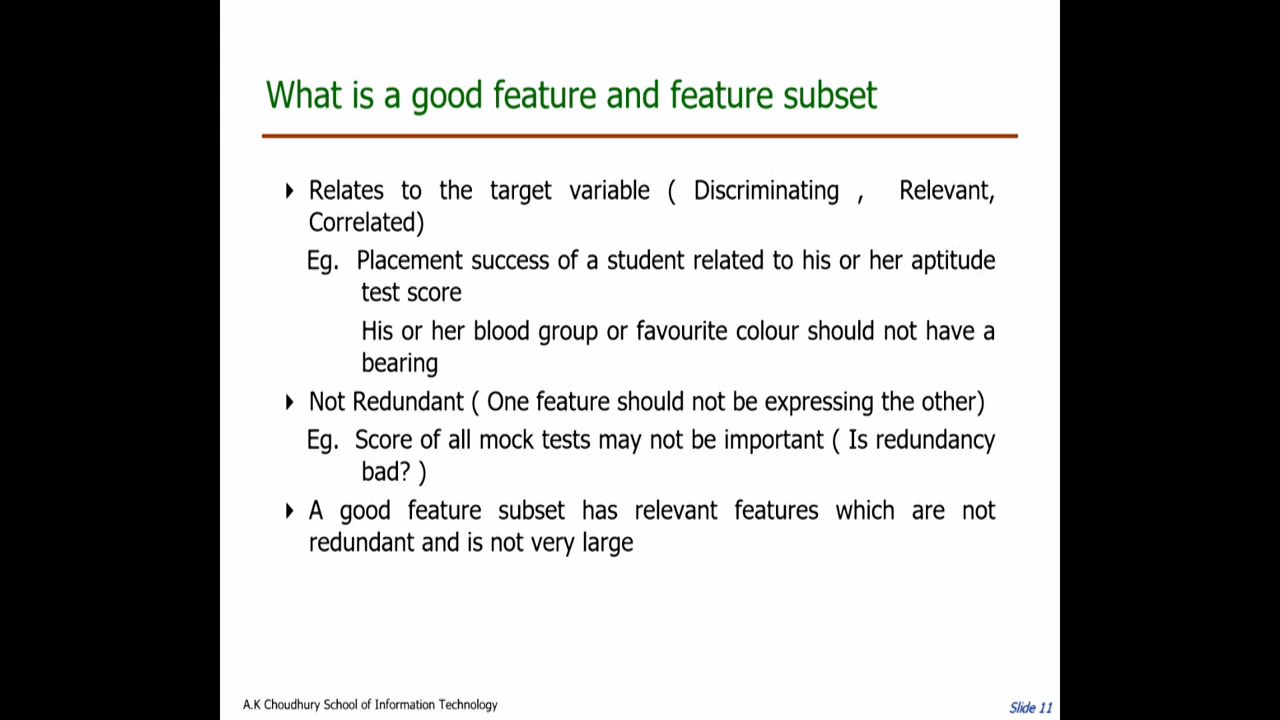 What is a good feature and feature subset
Relates to the target variable ( Discriminating , Relevant,
Correlated)
Eg. Placement success of a student related to his or her aptitude
test score
His or her blood group or favourite colour should not have a
bearing
Not Redundant ( One feature should not be expressing the other)
Eg. Score of all mock tests may not be important ( Is redundancy
bad? )
A good feature subset has relevant features which are not
redundant and is not very large
A.K Choudhury School of Information Technology
Slide 11